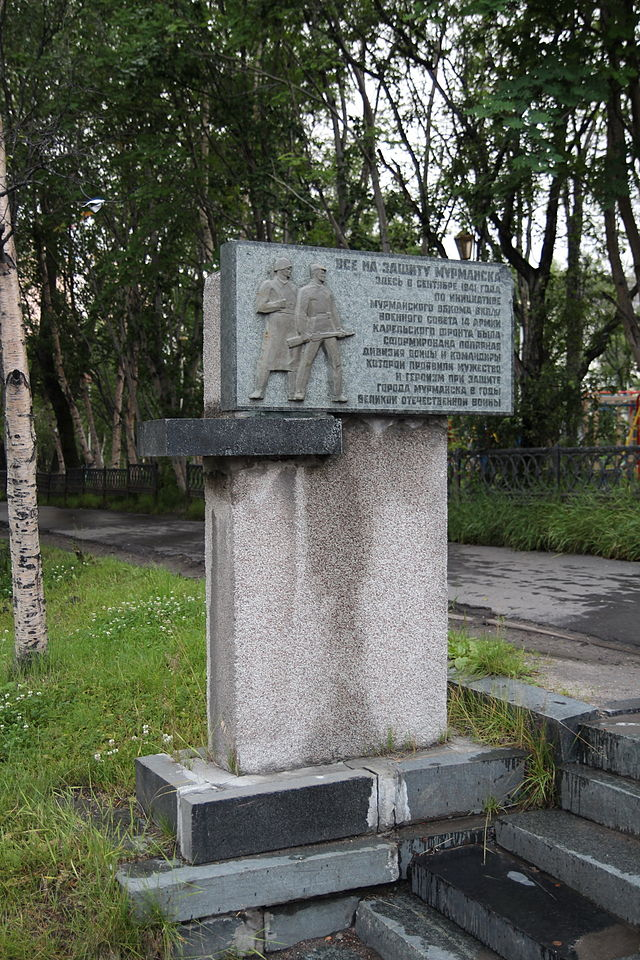 ВСЕ НА ЗАЩИТУ МУРМАНСКА
ЗДЕСЬ В СЕНТЯБРЕ 1941 ГОДА
ПО ИНИЦИАТИВЕ
МУРМАНСКОГО ОБКОМА ВКП/б/
ВОЕННОГО СОВЕТА 14 АРМИИ
КАРЕЛЬСКОГО ФРОНТА БЫЛА
СФОРМИРОВАНА ПОЛЯРНАЯ
ДИВИЗИЯ БОЙЦЫ И КОМАНДИРЫ
КОТОРОЙ ПРОЯВИЛИ МУЖЕСТВО
И ГЕРОИЗМ ПРИ ЗАЩИТЕ
ГОРОДА МУРМАНСКА В ГОДЫ
ВЕЛИКОЙ ОТЕЧЕСТВЕННОЙ ВОЙНЫ